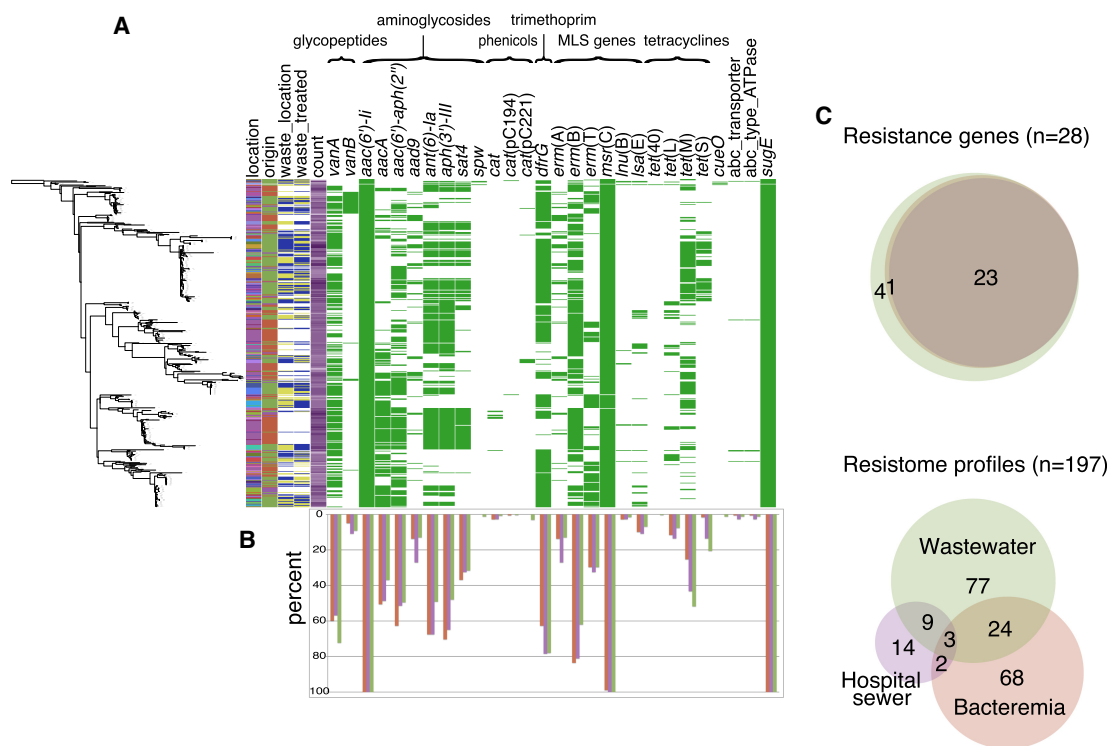 A
aminoglycosides
trimethoprim
glycopeptides
phenicols
MLS genes
tetracyclines
location
origin
waste_location
waste_treated
count
vanA
vanB
aac(6')-Ii
aacA
aac(6')-aph(2'')
aad9
ant(6)-Ia
aph(3')-III
sat4
spw
cat
cat(pC194)
cat(pC221)
dfrG
erm(A)
erm(B)
erm(T)
msr(C)
lnu(B)
lsa(E)
tet(40)
tet(L)
tet(M)
tet(S)
cueO
abc_transporter
abc_type_ATPase
sugE
B
percent
0
20
40
60
80
100
C
Resistance genes (n=28)
4
1
23
Resistome profiles (n=197)
Wastewater
77
9
3
24
14
2
68
Hospital
sewer
Bacteremia